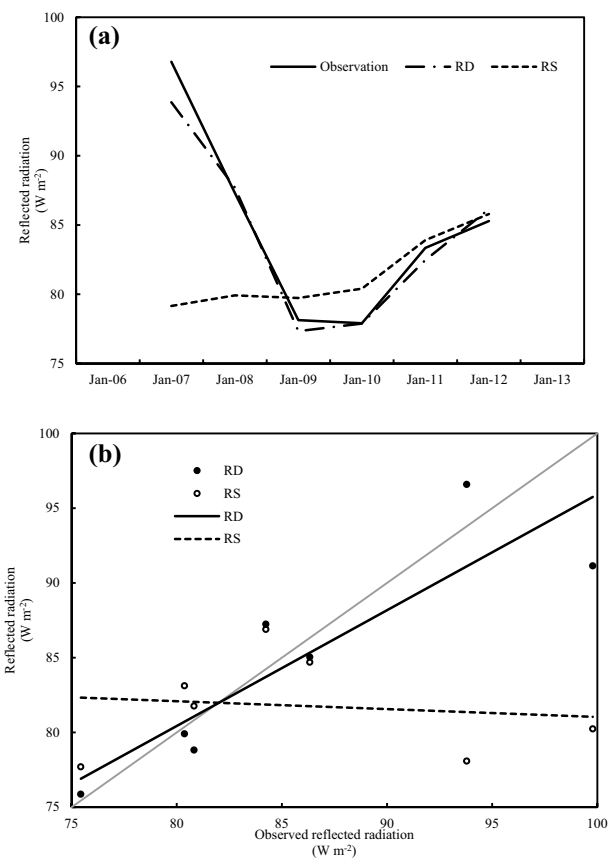 (a)
100
95
90
85
80
75
Reflected radiation
(W m-2)
Observation RD RS
Jan-06 Jan-07 Jan-08 Jan-09 Jan-10 Jan-11 Jan-12 Jan-13
(b)
100
95
90
85
80
75
Reflected radiation
(W m-2)
RD
RS
RD
RS
75 80 85 90 95 100
Observed reflected radiation
(W m-2)